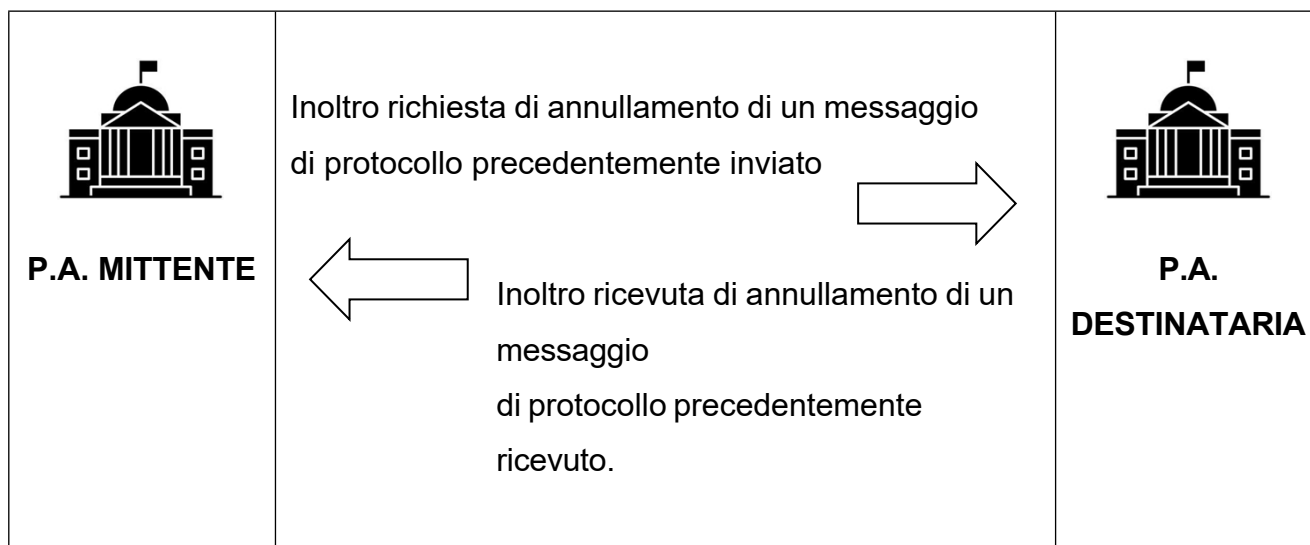 P.A. MITTENTE
Inoltro richiesta di annullamento di un messaggio
di protocollo precedentemente inviato
Inoltro ricevuta di annullamento di un
messaggio
di protocollo precedentemente
ricevuto.
P.A.
DESTINATARIA